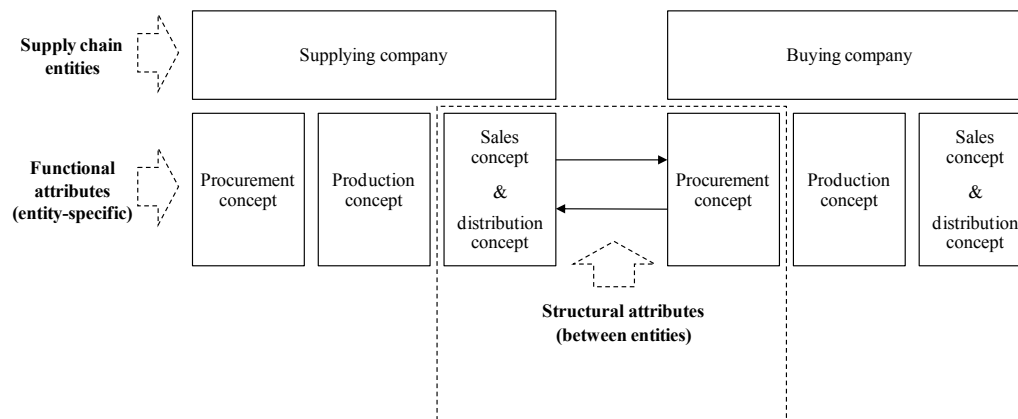 Supply chain
entities
Supplying company
Buying company
Functional
attributes
(entity-specific)
Procurement
concept
Production
concept
Sales
concept
&
distribution
concept
Procurement
concept
Production
concept
Sales
concept
&
distribution
concept
Structural attributes
(between entities)